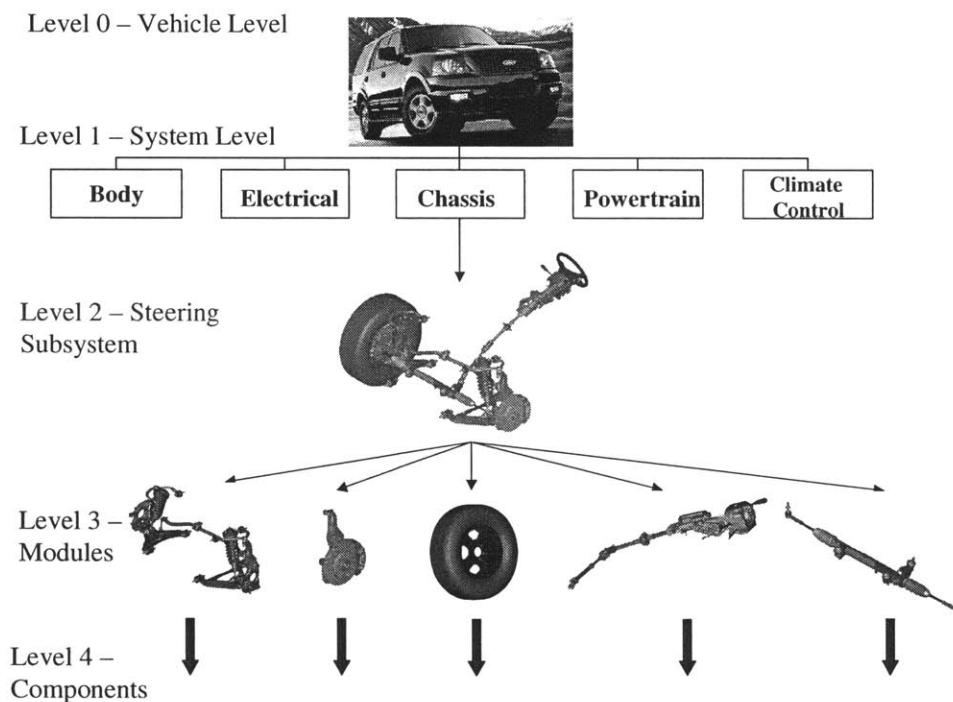 Level 0 – Vehicle Level
Level 1 – System Level
Body
Electrical
Chassis
Powertrain
Climate
Control
Level 2 – Steering
Subsystem
Level 3 –
Modules
Level 4 –
Components